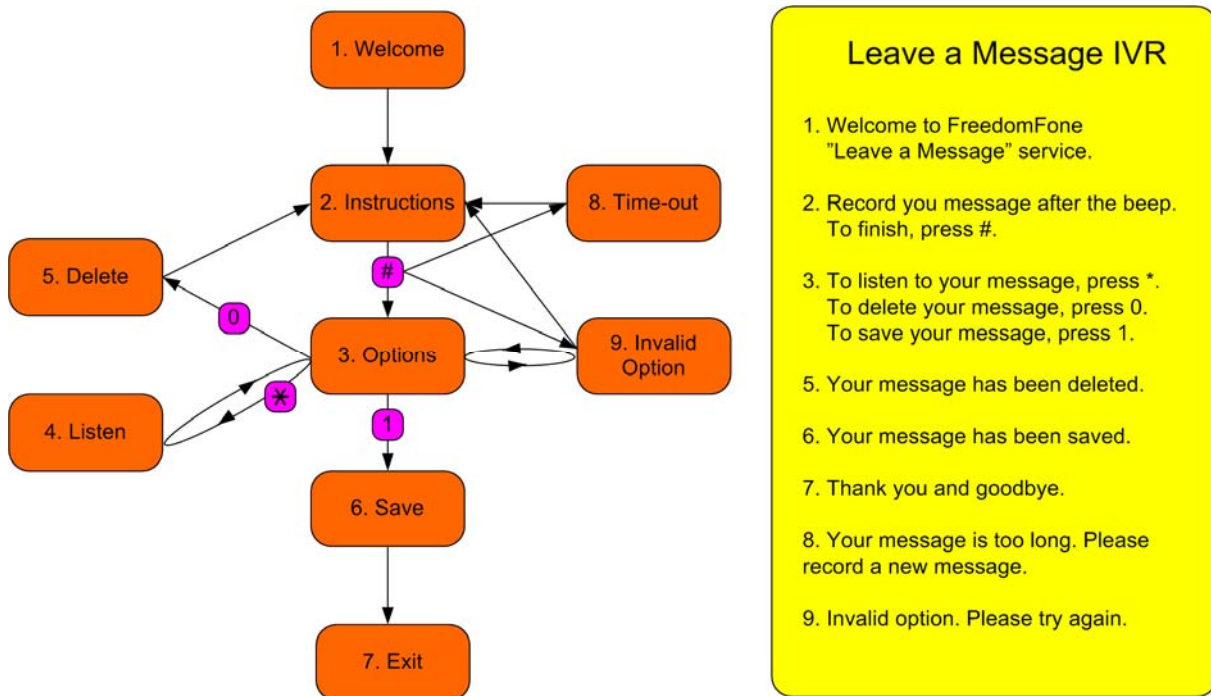 1. Welcome
2. Instructions
8. Time-out
#
5. Delete
0
3. Options
9. Invalid
Option
*
4. Listen
1
6. Save
7. Exit
Leave a Message IVR
1. Welcome to FreedomFone
"Leave a Message” service.
2. Record you message after the beep.
To finish, press #.
3. To listen to your message, press *.
To delete your message, press 0.
To save your message, press 1.
5. Your message has been deleted.
6. Your message has been saved.
7. Thank you and goodbye.
8. Your message is too long. Please
record a new message.
9. Invalid option. Please try again.